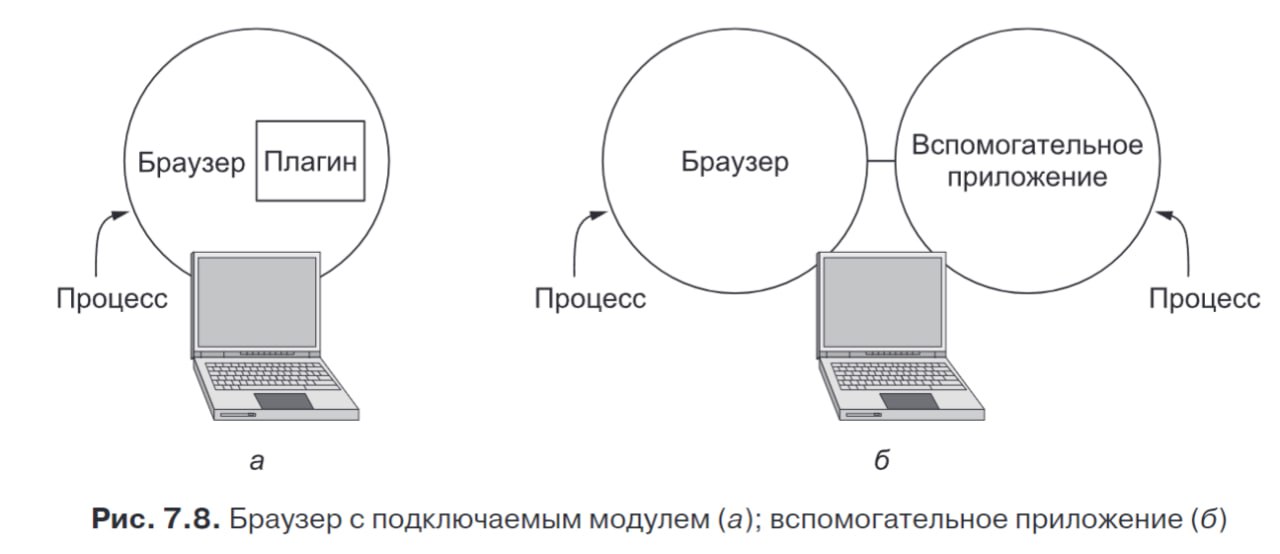 Браузер
Плагин
Процесс
а
Браузер
Вспомогательное
приложение
Процесс
Процесс
б
Рис. 7.8. Браузер с подключаемым модулем (а); вспомогательное приложение (б)